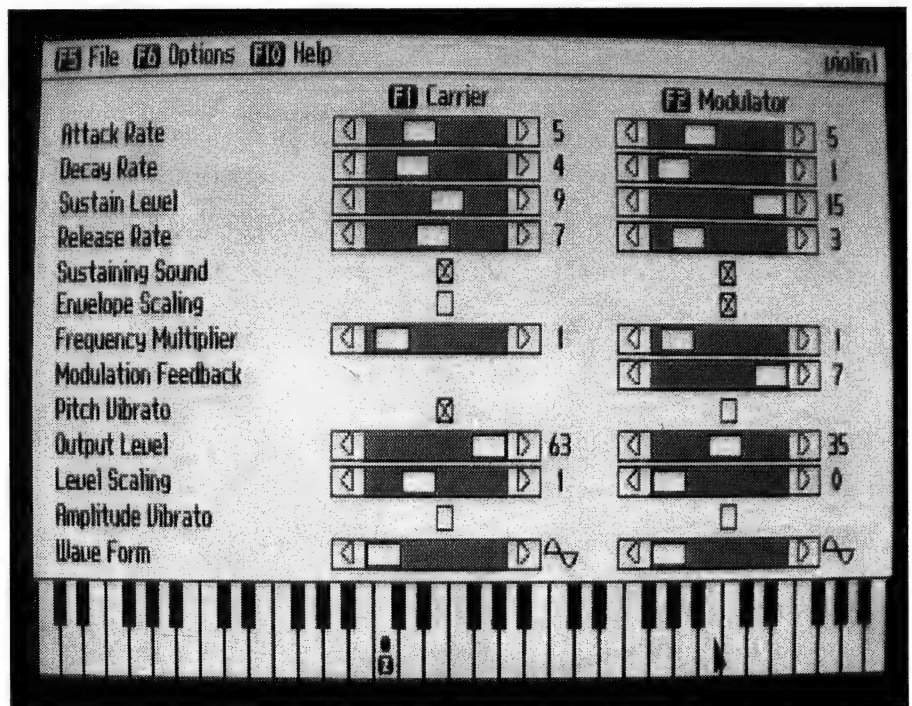 F5 File F6 Options F10 Help violin1
F1 Carrier F2 Modulator
Attack Rate 5 5
Decay Rate 4 1
Sustain Level 9 15
Release Rate 7 3
Sustaining Sound X X
Envelope Scaling X
Frequency Multiplier 1 1
Modulation Feedback 7
Pitch Vibrato X
Output Level 63 35
Level Scaling 1 0
Amplitude Vibrato
Wave Form
Z